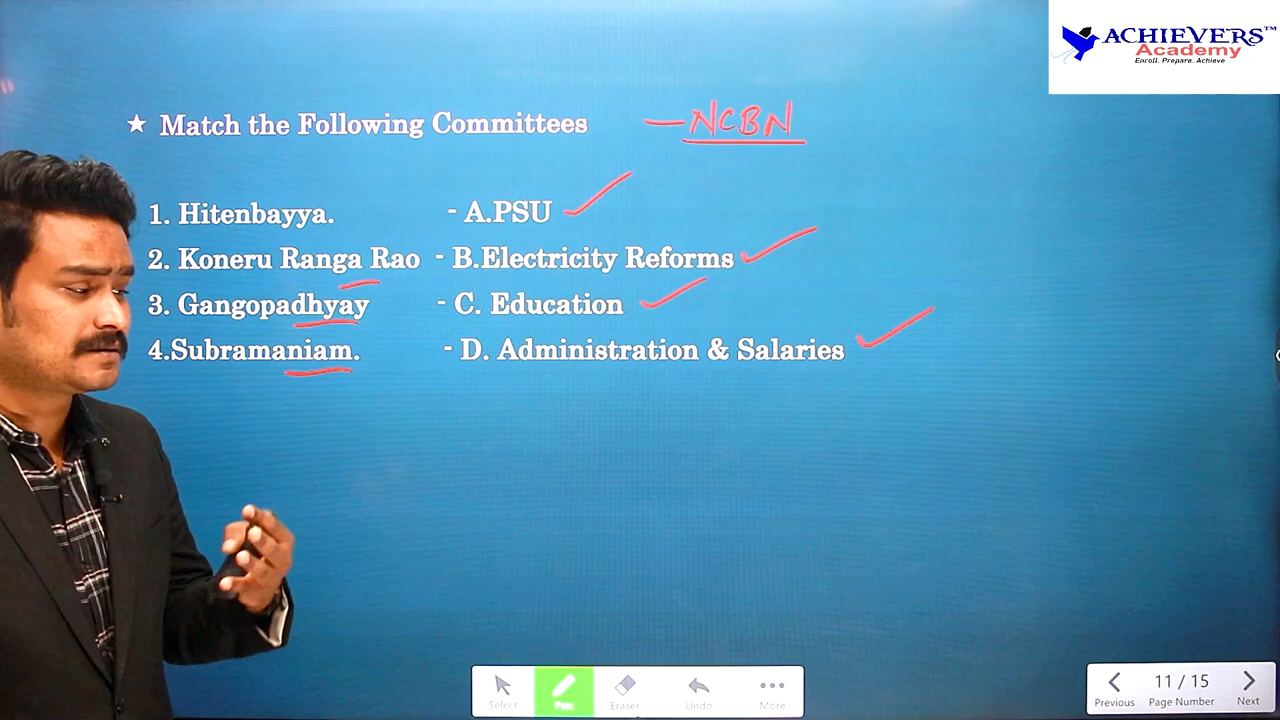 ACHIEVERS™
Academy
Enroll. Prepare. Achieve
★ Match the Following Committees — NCBN
1. Hitenbayya. - A.PSU
2. Koneru Ranga Rao - B.Electricity Reforms
3. Gangopadhyay - C. Education
4.Subramaniam. - D. Administration & Salaries
Select Pen Eraser Undo More
11 / 15
Previous Page Number Next